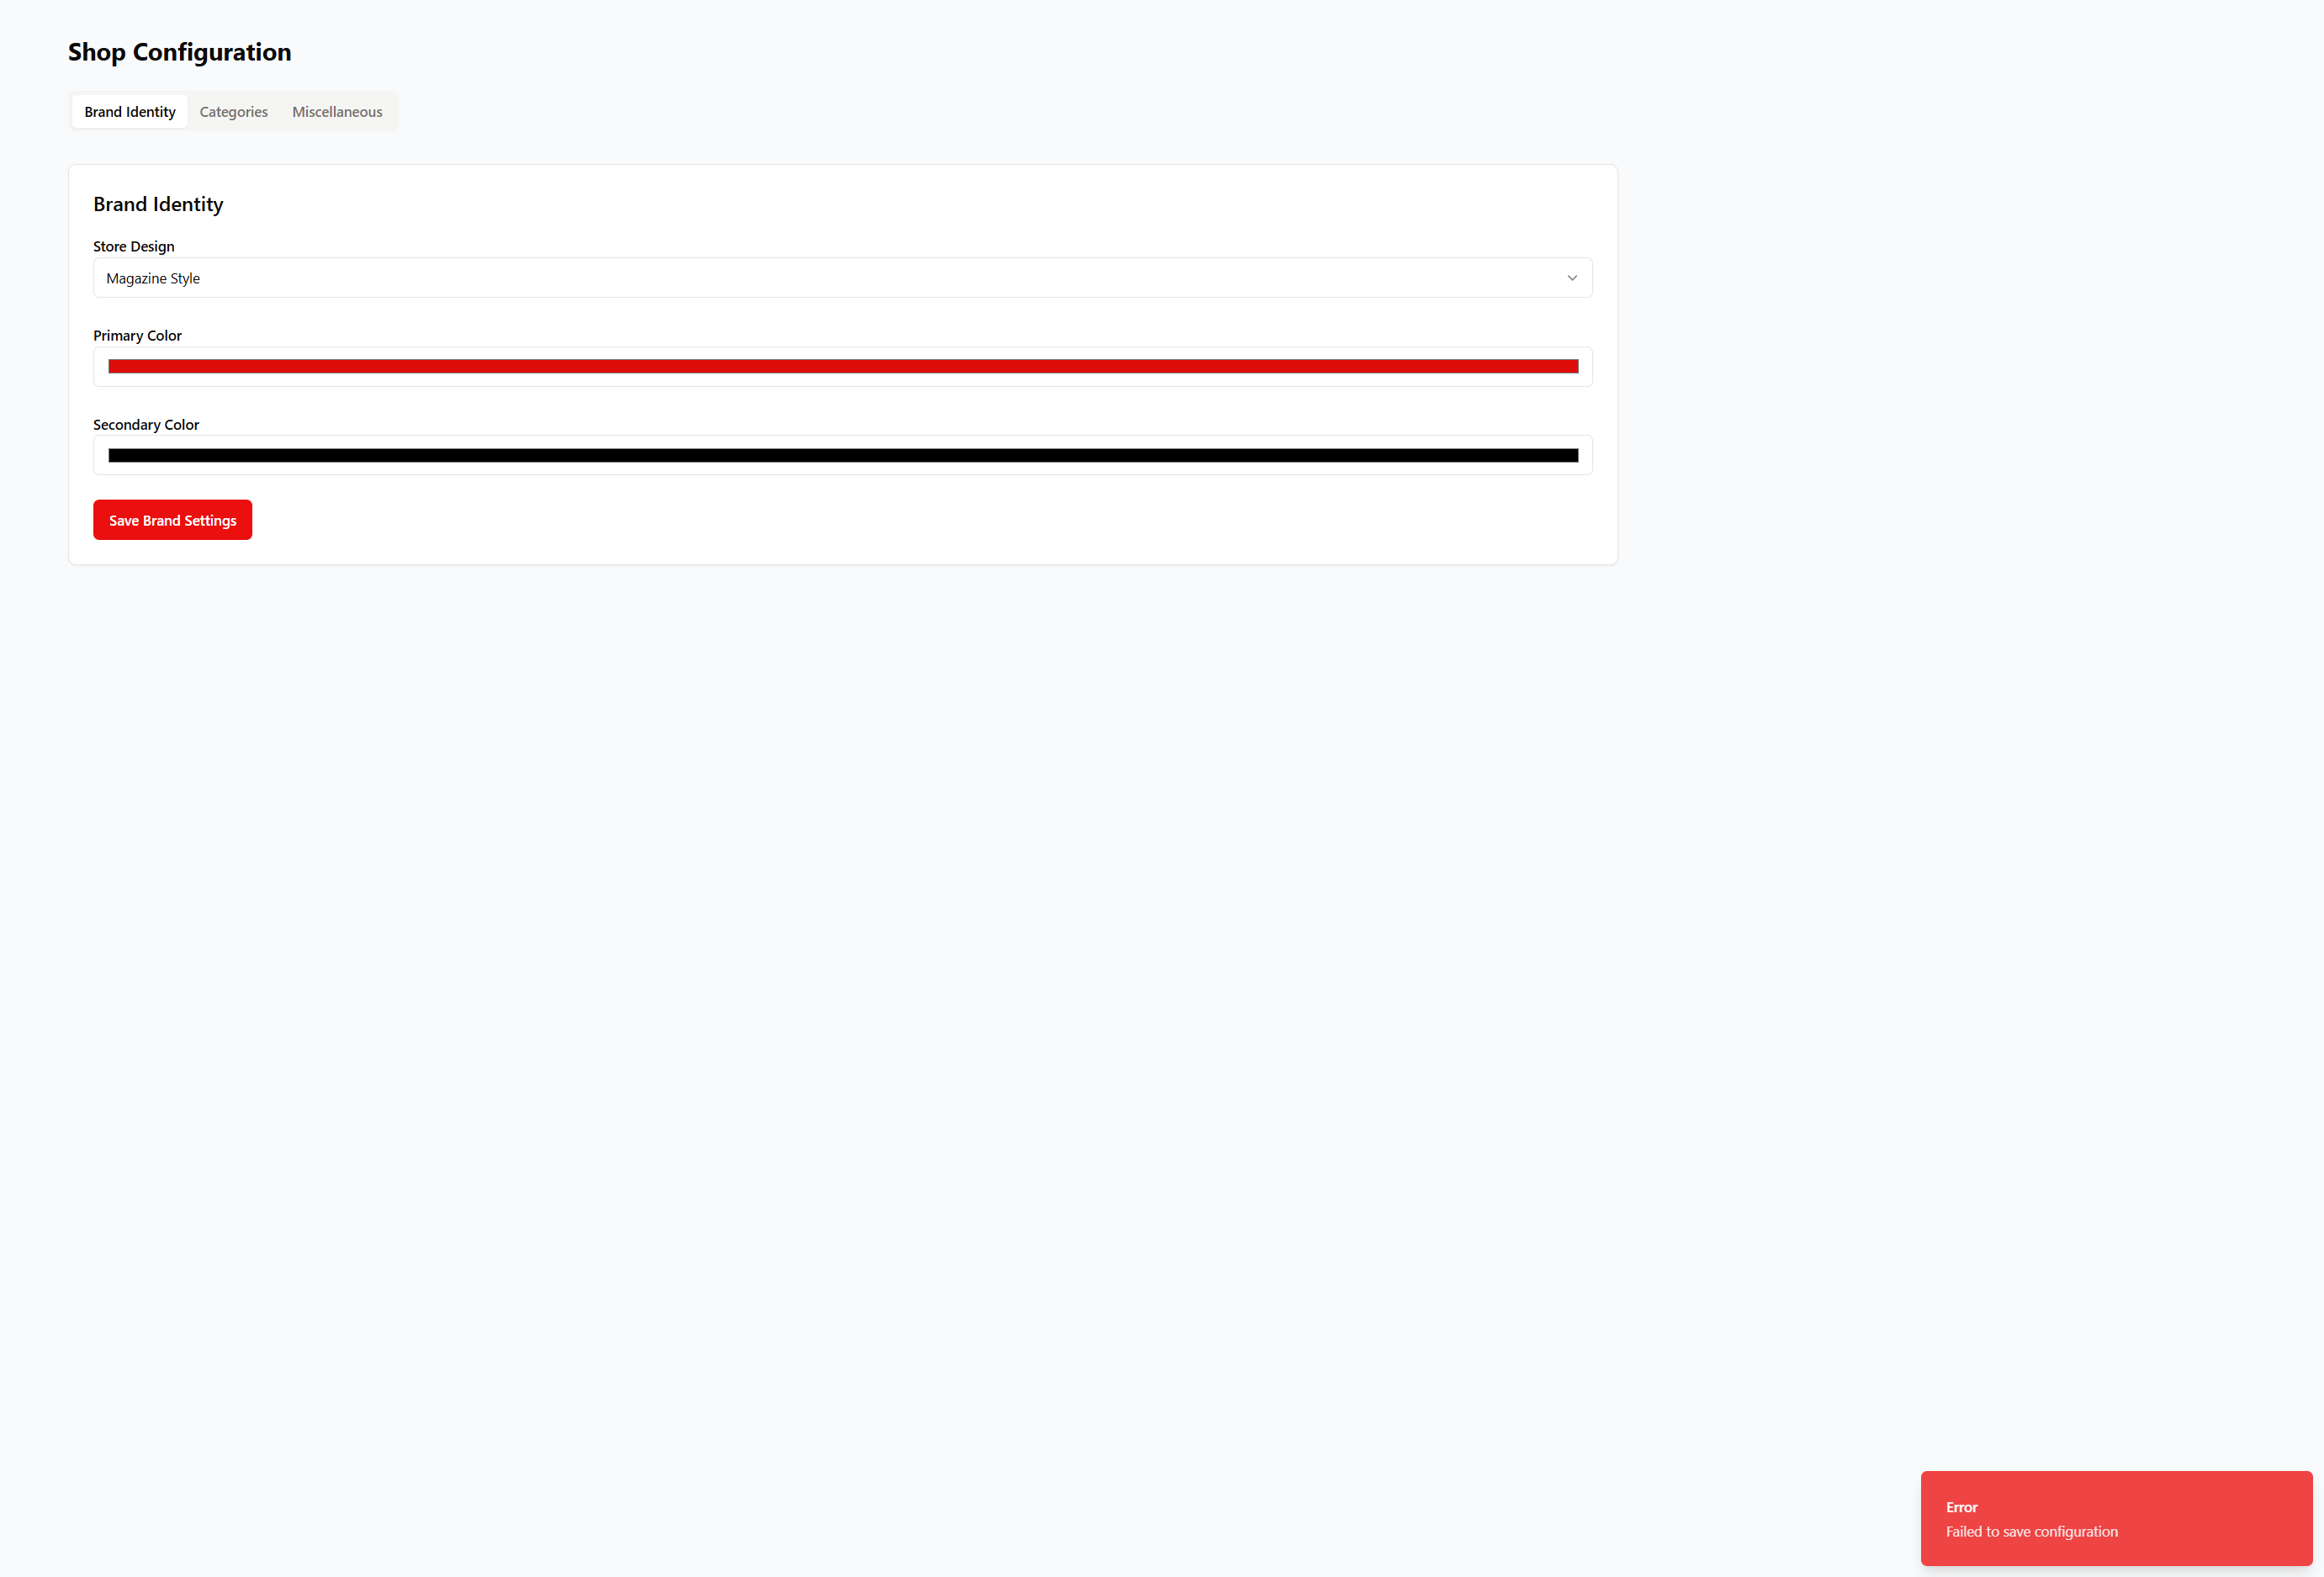 Shop Configuration
Brand Identity Categories Miscellaneous
Brand Identity
Store Design
Magazine Style
Primary Color
Secondary Color
Save Brand Settings
Error
Failed to save configuration